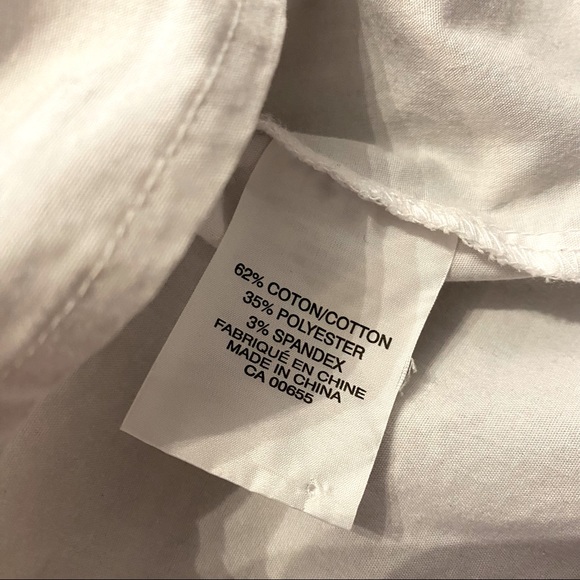 62% COTON/COTTON
35% POLYESTER
3% SPANDEX
FABRIQUÉ EN CHINE
MADE IN CHINA
CA 00655